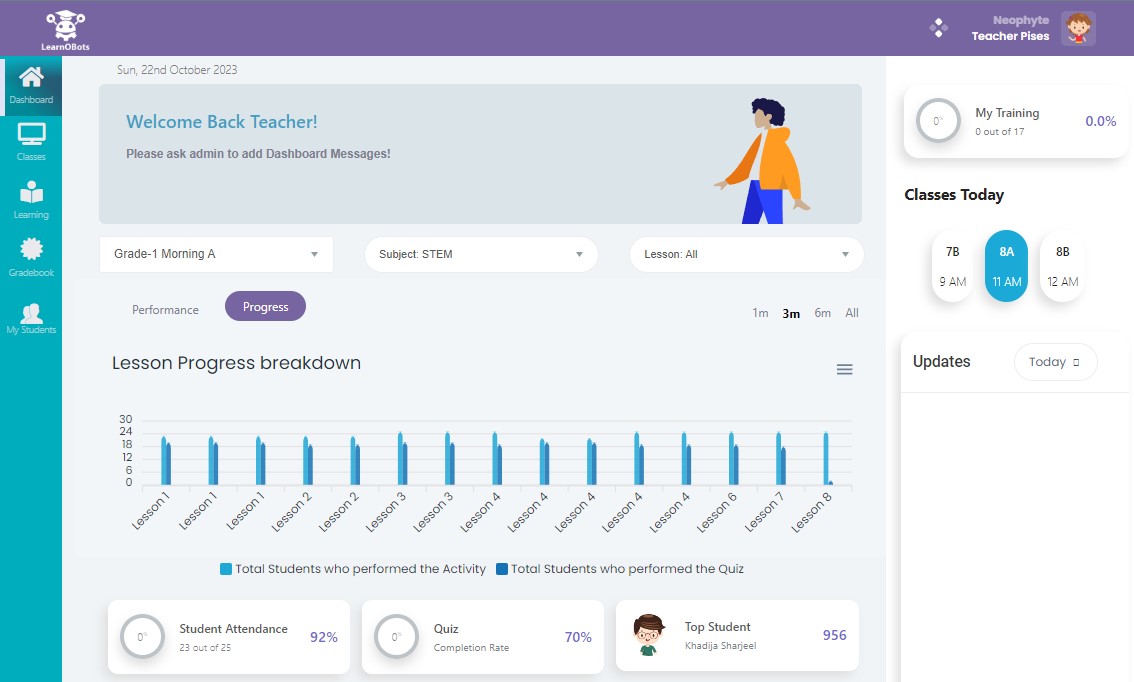 LearnOBots
Neophyte
Teacher Pises
Dashboard
Classes
Learning
Gradebook
My Students
Sun, 22nd October 2023
Welcome Back Teacher!
Please ask admin to add Dashboard Messages!
Grade-1 Morning A
Subject: STEM
Lesson: All
Performance
Progress
1m 3m 6m All
Lesson Progress breakdown
30
24
18
12
6
0
Lesson 1
Lesson 1
Lesson 1
Lesson 2
Lesson 2
Lesson 3
Lesson 3
Lesson 4
Lesson 4
Lesson 4
Lesson 4
Lesson 4
Lesson 6
Lesson 7
Lesson 8
Total Students who performed the Activity
Total Students who performed the Quiz
0%
Student Attendance
23 out of 25
92%
0%
Quiz
Completion Rate
70%
Top Student
Khadija Sharjeel
956
0%
My Training
0 out of 17
0.0%
Classes Today
7B
9 AM
8A
11 AM
8B
12 AM
Updates
Today